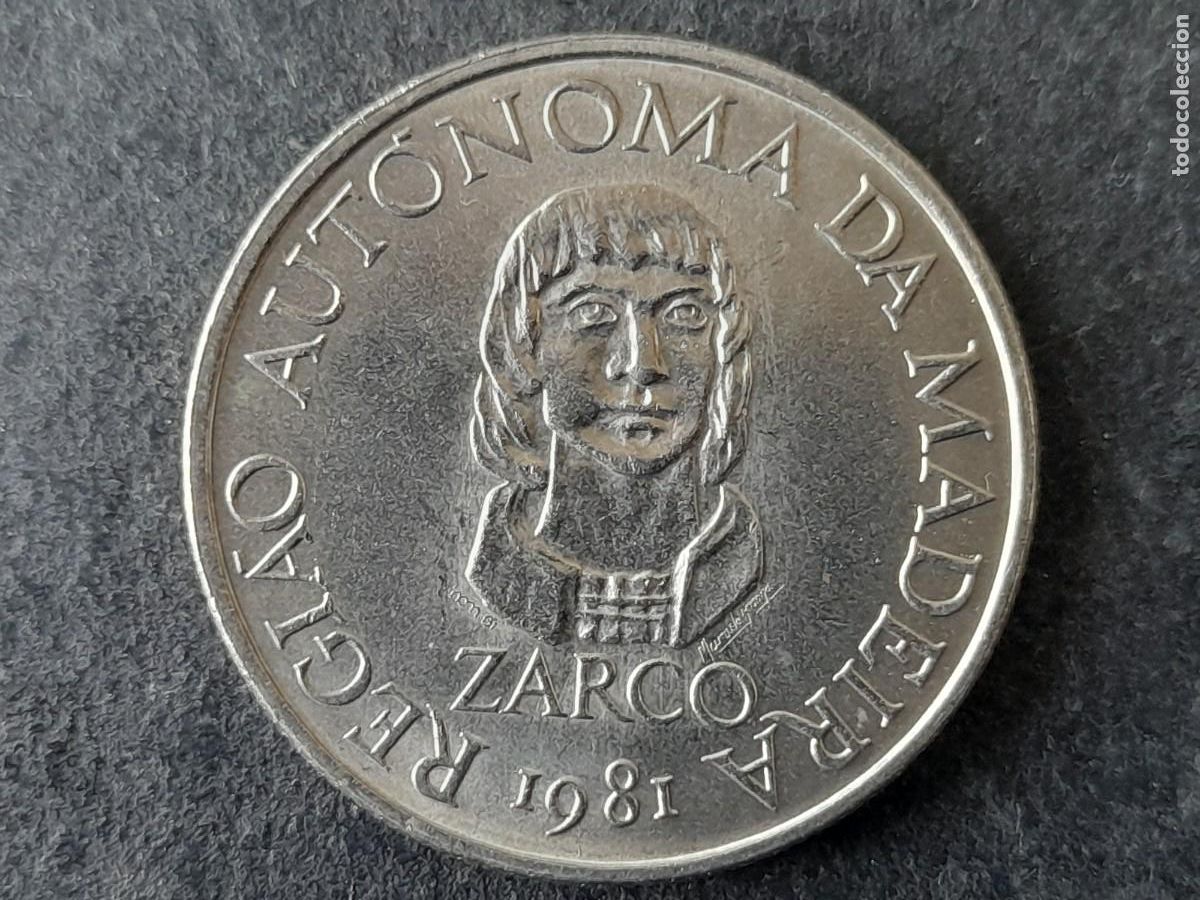 REGIÃO AUTÓNOMA DA MADEIRA
ZARCO
1981
todocoleccion